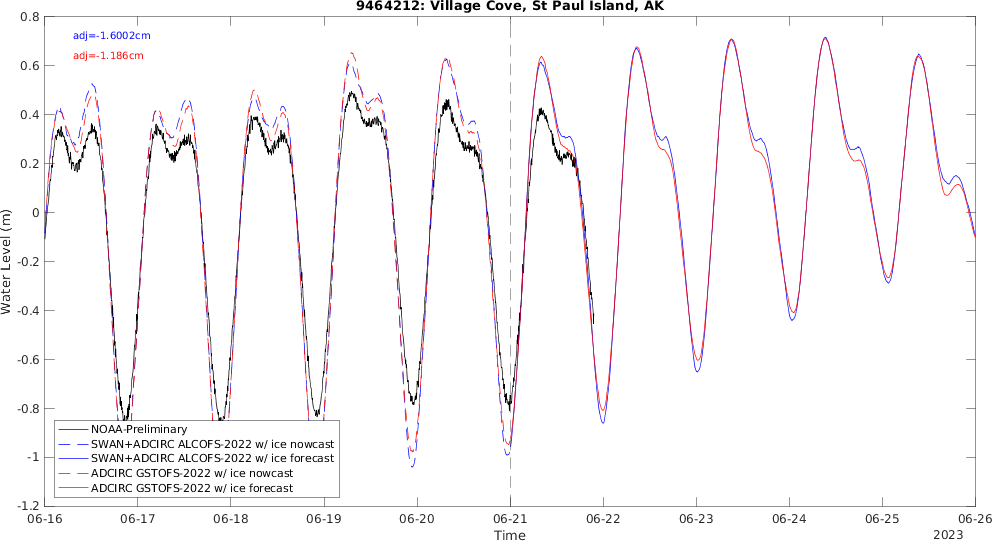 9464212: Village Cove, St Paul Island, AK
adj=-1.6002cm
adj=-1.186cm
Water Level (m)
0.8
0.6
0.4
0.2
0
-0.2
-0.4
-0.6
-0.8
-1
-1.2
NOAA-Preliminary
SWAN+ADCIRC ALCOFS-2022 w/ ice nowcast
SWAN+ADCIRC ALCOFS-2022 w/ ice forecast
ADCIRC GSTOFS-2022 w/ ice nowcast
ADCIRC GSTOFS-2022 w/ ice forecast
06-16 06-17 06-18 06-19 06-20 06-21 06-22 06-23 06-24 06-25 06-26
Time
2023